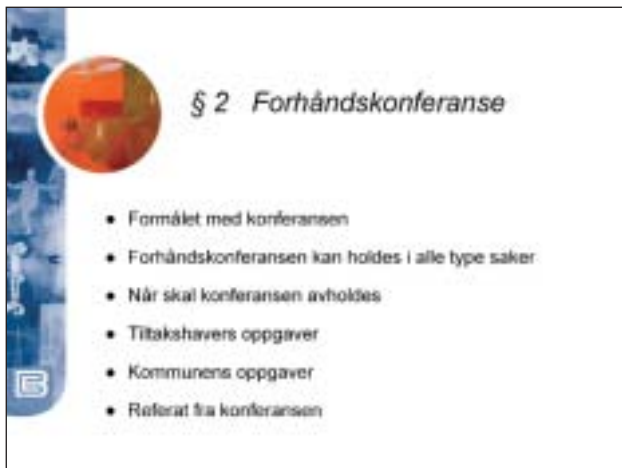 § 2 Forhåndskonferanse
● Formålet med konferansen
● Forhåndskonferansen kan holdes i alle type saker
● Når skal konferansen avholdes
● Tiltakshavers oppgaver
● Kommunens oppgaver
● Referat fra konferansen